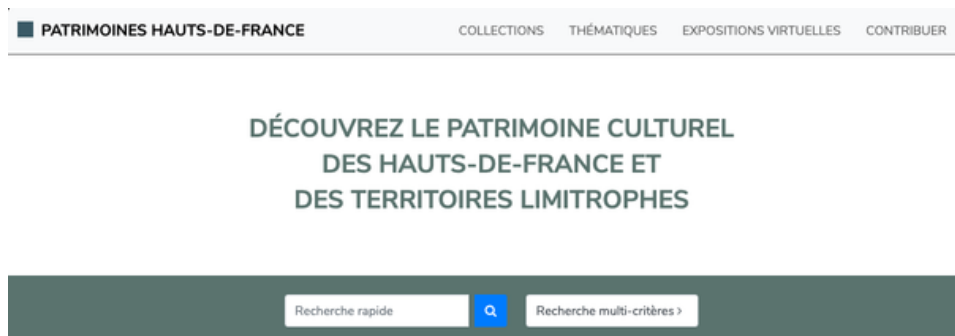 PATRIMOINES HAUTS-DE-FRANCE COLLECTIONS THÉMATIQUES EXPOSITIONS VIRTUELLES CONTRIBUER
DÉCOUVREZ LE PATRIMOINE CULTUREL
DES HAUTS-DE-FRANCE ET
DES TERRITOIRES LIMITROPHES
Recherche rapide Recherche multi-critères >